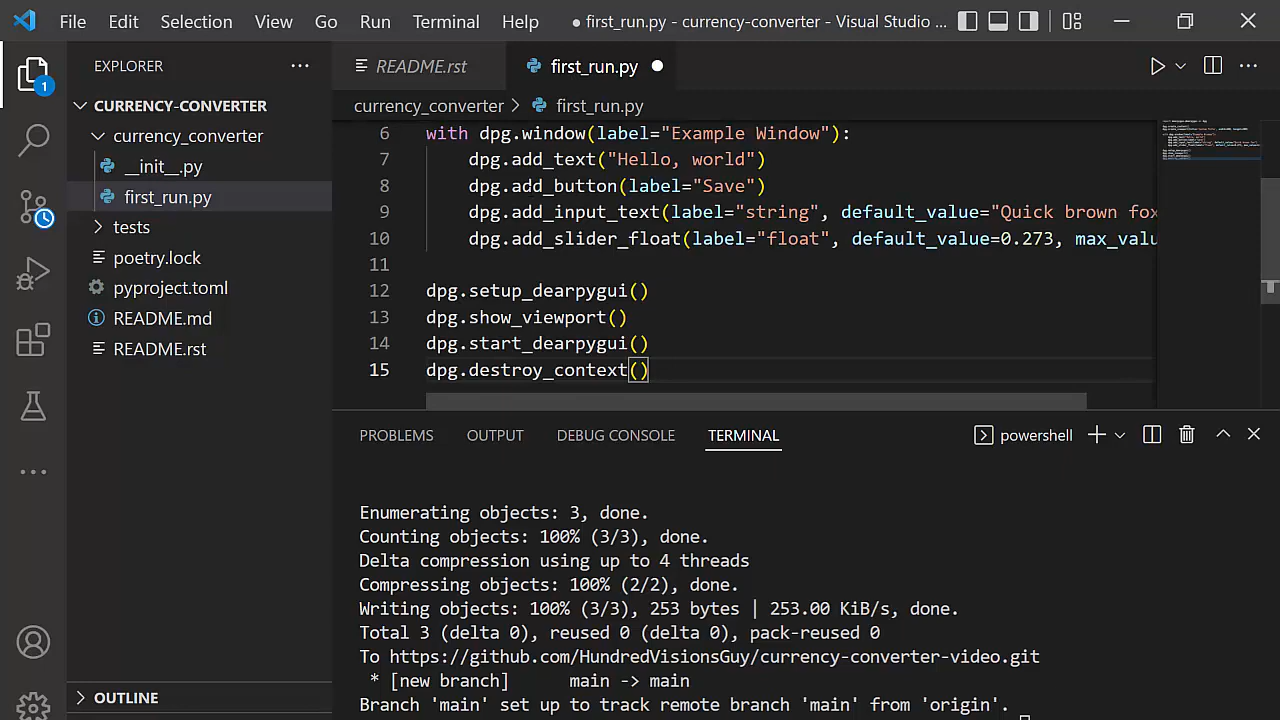 File Edit Selection View Go Run Terminal Help ● first_run.py - currency-converter - Visual Studio ...
EXPLORER ...
README.rst first_run.py ●
1
CURRENCY-CONVERTER
currency_converter
__init__.py
first_run.py
tests
poetry.lock
pyproject.toml
README.md
README.rst
OUTLINE
currency_converter > first_run.py
6 with dpg.window(label="Example Window"):
7 dpg.add_text("Hello, world")
8 dpg.add_button(label="Save")
9 dpg.add_input_text(label="string", default_value="Quick brown fox
10 dpg.add_slider_float(label="float", default_value=0.273, max_valu
11
12 dpg.setup_dearpygui()
13 dpg.show_viewport()
14 dpg.start_dearpygui()
15 dpg.destroy_context()
PROBLEMS OUTPUT DEBUG CONSOLE TERMINAL powershell
Enumerating objects: 3, done.
Counting objects: 100% (3/3), done.
Delta compression using up to 4 threads
Compressing objects: 100% (2/2), done.
Writing objects: 100% (3/3), 253 bytes | 253.00 KiB/s, done.
Total 3 (delta 0), reused 0 (delta 0), pack-reused 0
To https://github.com/HundredVisionsGuy/currency-converter-video.git
* [new branch] main -> main
Branch 'main' set up to track remote branch 'main' from 'origin'.